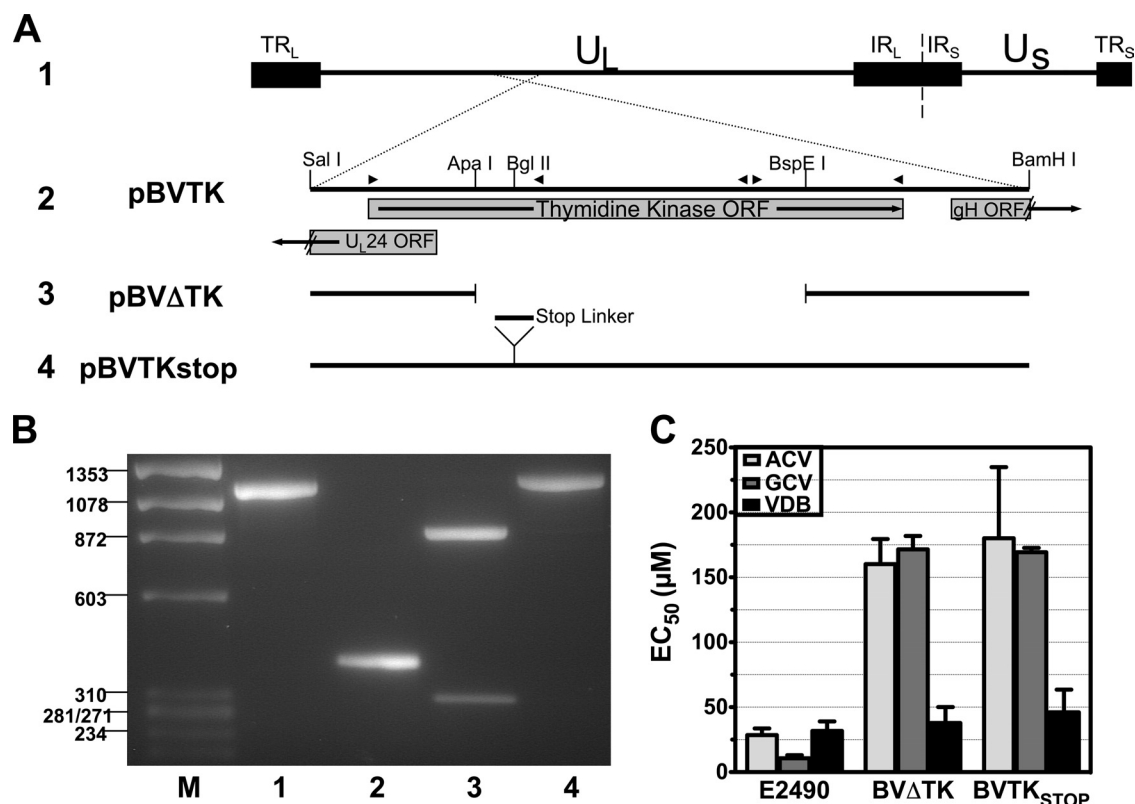 A
1
TRL
UL
IRL
IRS
US
TRS
2
pBVTK
Sal I
Apa I
Bgl II
BspE I
BamH I
Thymidine Kinase ORF
gH ORF
UL24 ORF
3
pBVΔTK
Stop Linker
4
pBVTKstop
B
1353
1078
872
603
310
281/271
234
M
1
2
3
4
C
EC50 (µM)
250
200
150
100
50
0
ACV
GCV
VDB
E2490
BVΔTK
BVTKSTOP